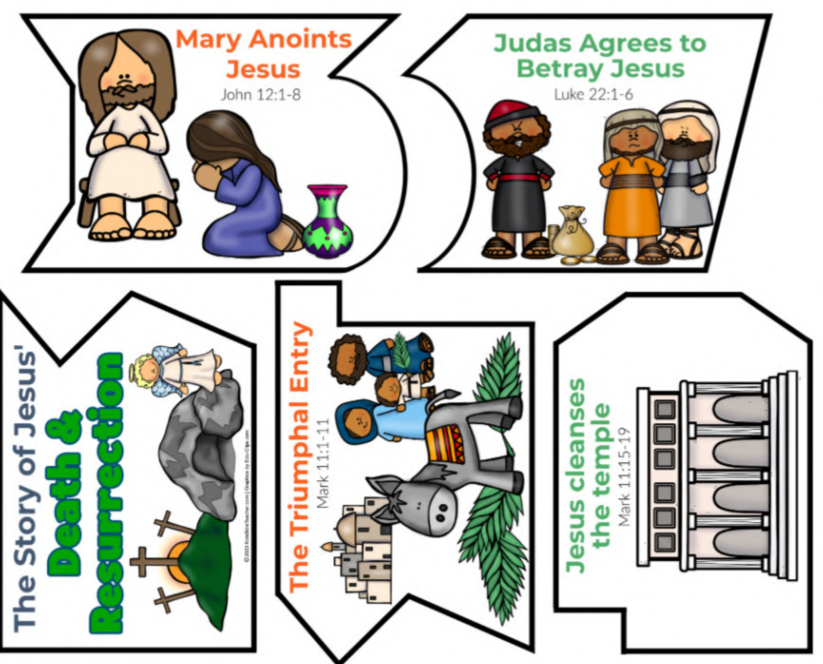 Mary Anoints
Jesus
John 12:1-8
Judas Agrees to
Betray Jesus
Luke 22:1-6
The Story of Jesus'
Death &
Resurrection
The Triumphal Entry
Mark 11:1-11
Jesus cleanses
the temple
Mark 11:15-19